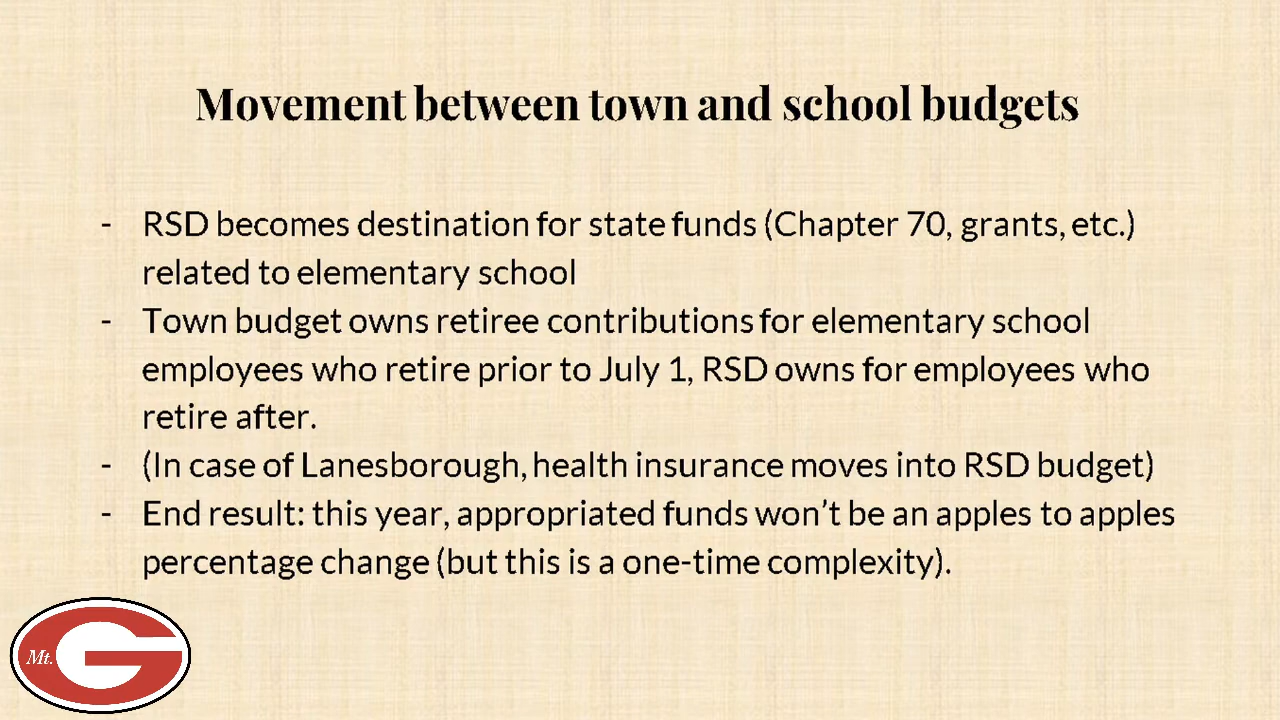 Movement between town and school budgets
- RSD becomes destination for state funds (Chapter 70, grants, etc.)
related to elementary school
- Town budget owns retiree contributions for elementary school
employees who retire prior to July 1, RSD owns for employees who
retire after.
- (In case of Lanesborough, health insurance moves into RSD budget)
- End result: this year, appropriated funds won't be an apples to apples
percentage change (but this is a one-time complexity).
Mt. G